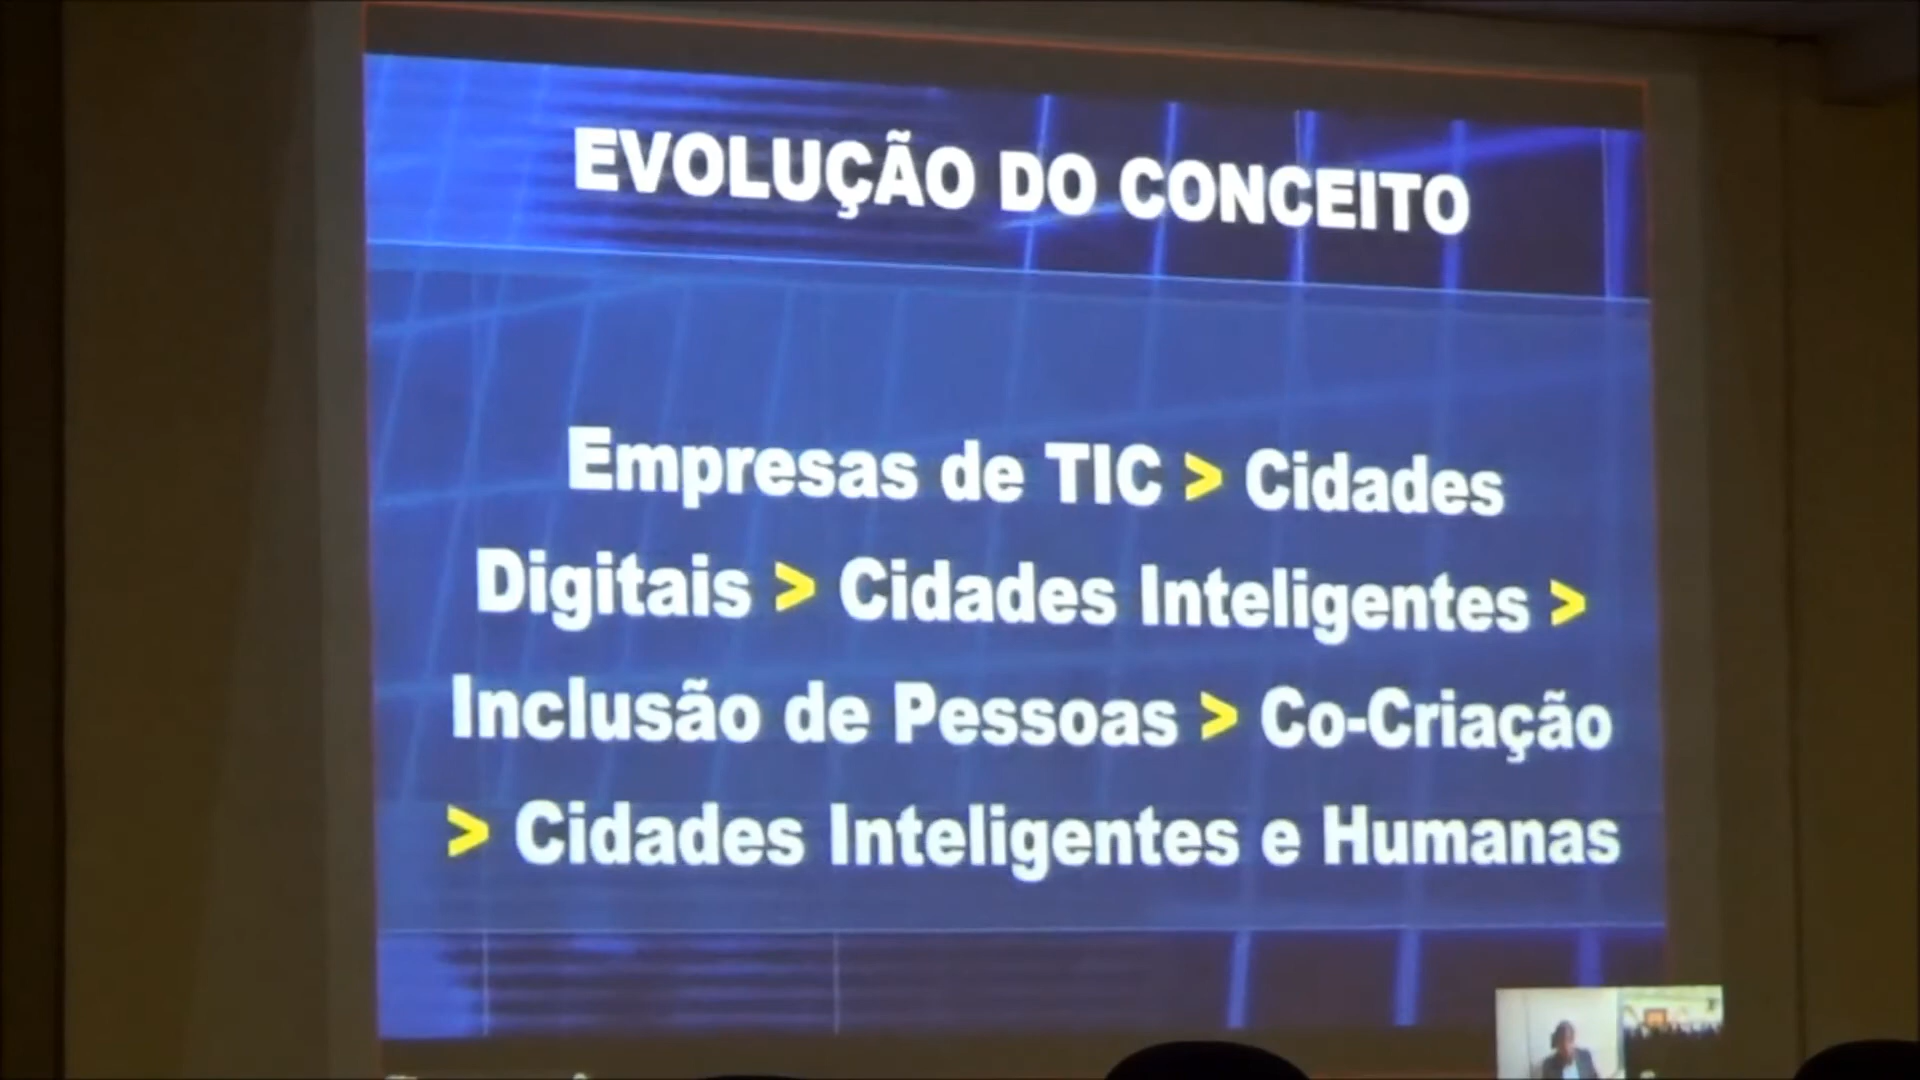 EVOLUÇÃO DO CONCEITO
Empresas de TIC > Cidades
Digitais > Cidades Inteligentes >
Inclusão de Pessoas > Co-Criação
> Cidades Inteligentes e Humanas